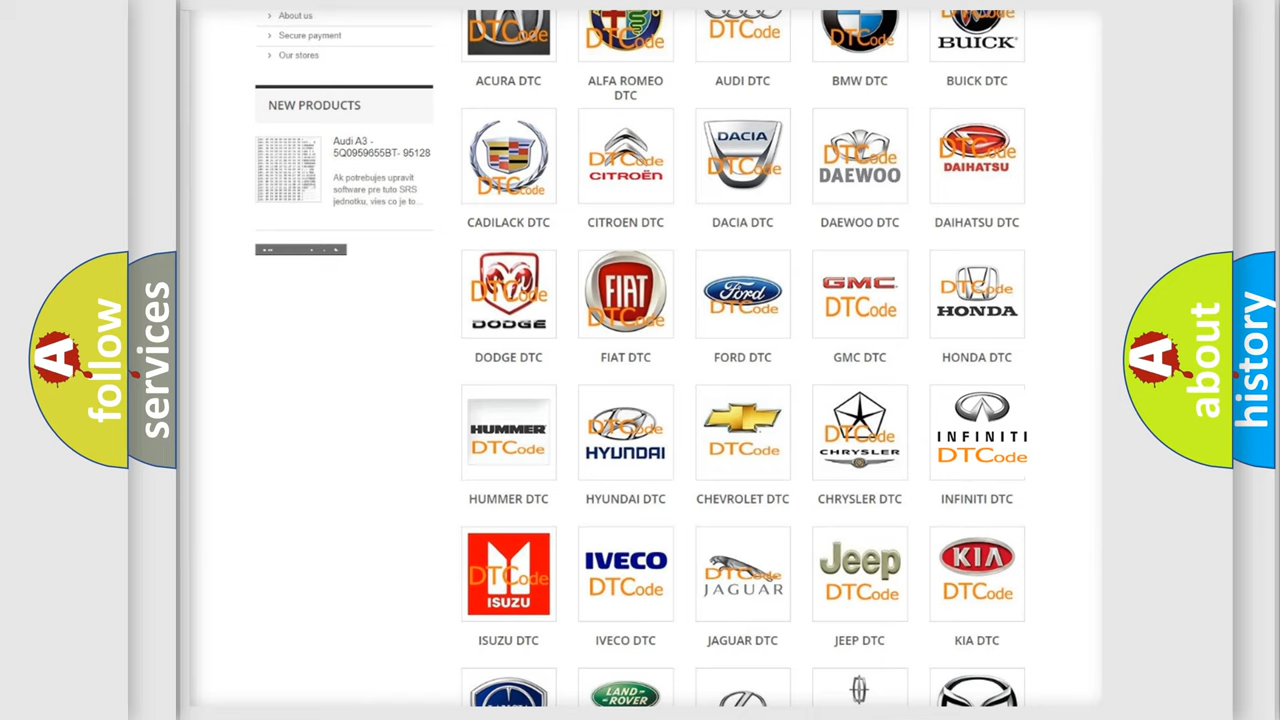 About us
Secure payment
Our stores
NEW PRODUCTS
Audi A3 -
5Q0959655BT- 95128
Ak potrebujes upravit
software pre tuto SRS
jednotku, vies co je to...
DTCode
DTCode
DTCode
DTCode
DTCode
BUICK
ACURA DTC
ALFA ROMEO
DTC
AUDI DTC
BMW DTC
BUICK DTC
DTCode
DTCode
CITROËN
DACIA
DTCode
DTCode
DAEWOO
DTCode
DAIHATSU
CADILACK DTC
CITROEN DTC
DACIA DTC
DAEWOO DTC
DAIHATSU DTC
DTCode
DODGE
FIAT
DTCode
Ford
DTCode
GMC
DTCode
DTCode
HONDA
DODGE DTC
FIAT DTC
FORD DTC
GMC DTC
HONDA DTC
HUMMER
DTCode
DTCode
HYUNDAI
DTCode
DTCode
CHRYSLER
INFINITI
DTCode
HUMMER DTC
HYUNDAI DTC
CHEVROLET DTC
CHRYSLER DTC
INFINITI DTC
DTCode
ISUZU
IVECO
DTCode
DTCode
JAGUAR
Jeep
DTCode
KIA
DTCode
ISUZU DTC
IVECO DTC
JAGUAR DTC
JEEP DTC
KIA DTC
LAND-
ROVER
A follow
services
A about
history